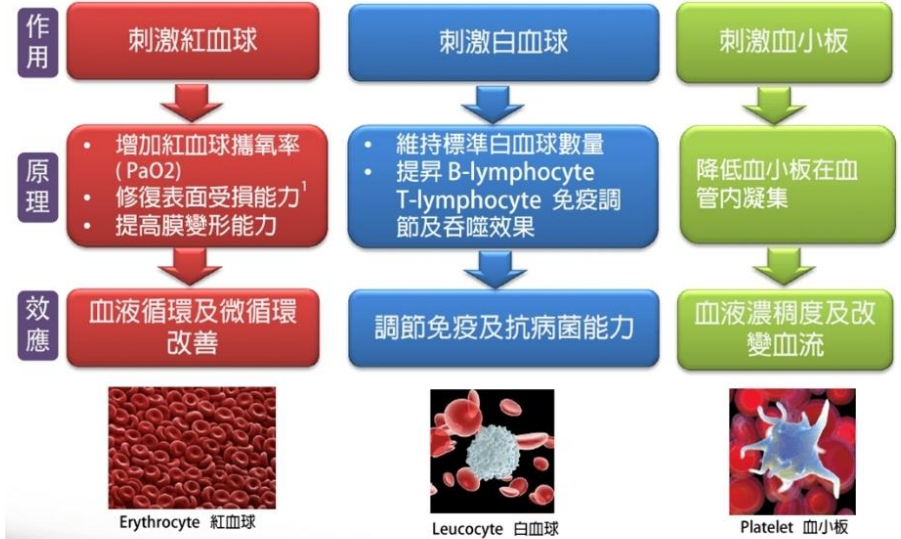 作用
刺激紅血球
刺激白血球
刺激血小板
原理
• 增加紅血球攜氧率
( PaO2)
• 修復表面受損能力1
• 提高膜變形能力
• 維持標準白血球數量
• 提昇 B-lymphocyte
T-lymphocyte 免疫調
節及吞噬效果
降低血小板在血
管内凝集
效應
血液循環及微循環
改善
調節免疫及抗病菌能力
血液濃稠度及改
變血流
Erythrocyte 紅血球
Leucocyte 白血球
Platelet 血小板